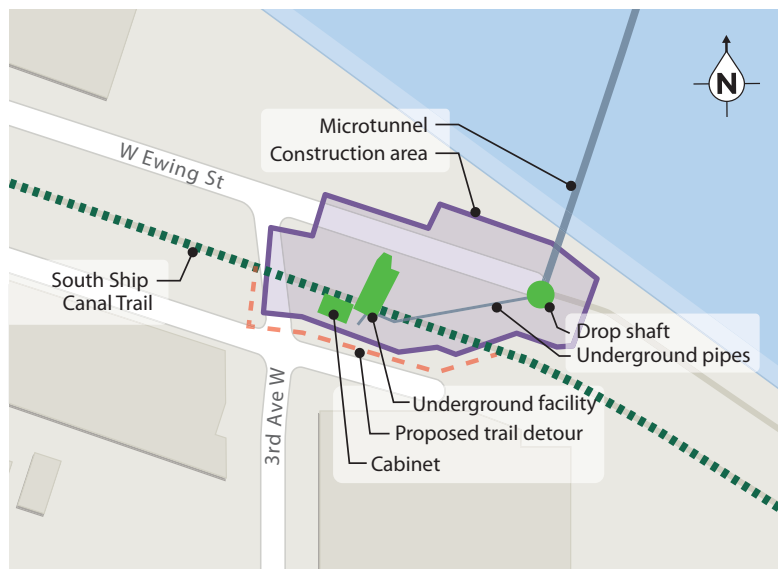 N
Microtunnel
Construction area
W Ewing St
South Ship
Canal Trail
Drop shaft
Underground pipes
3rd Ave W
Underground facility
Proposed trail detour
Cabinet